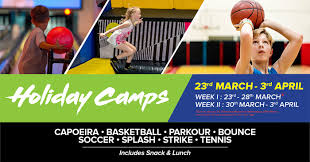 Holiday Camps
23rd MARCH - 3rd APRIL
WEEK I : 23rd - 28th MARCH
WEEK II : 30th MARCH - 3rd APRIL
CAPOEIRA • BASKETBALL • PARKOUR • BOUNCE
SOCCER • SPLASH • STRIKE • TENNIS
Includes Snack & Lunch